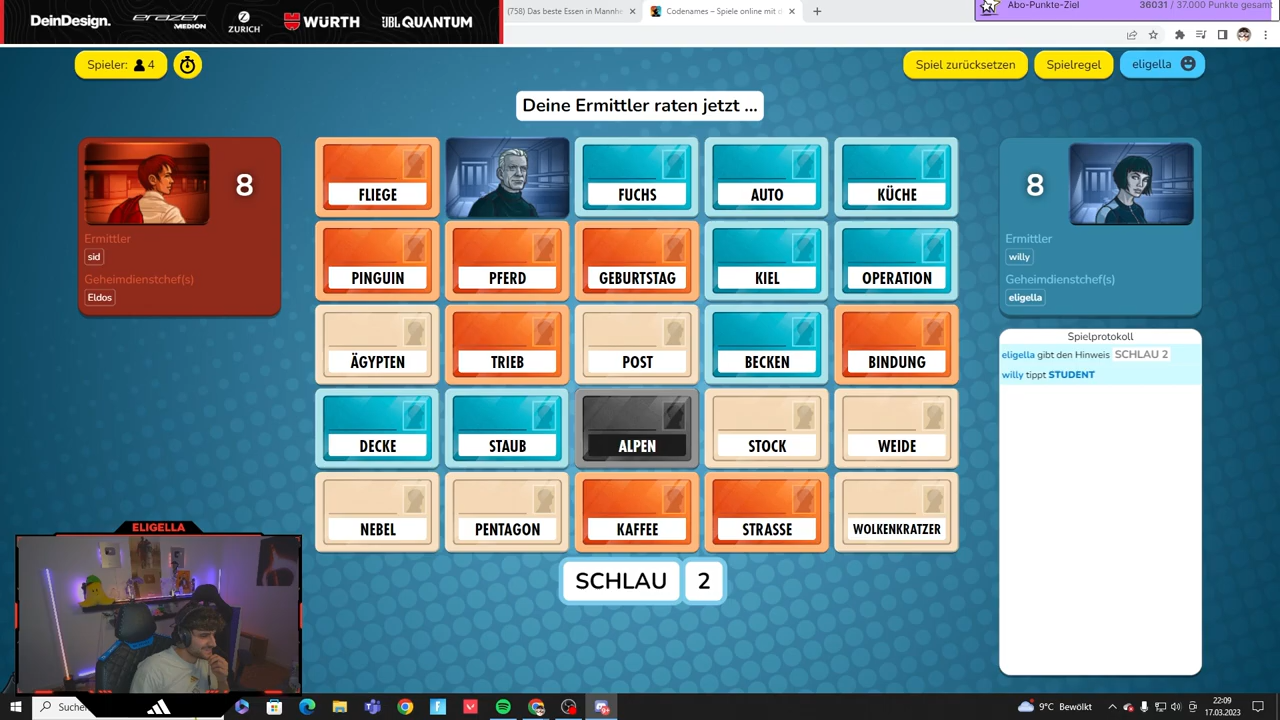 DeinDesign.
erazer
MEDION
ZURICH
WÜRTH
JBL QUANTUM
(758) Das beste Essen in Mannhe
Codenames – Spiele online mit d
Abo-Punkte-Ziel
36031 / 37.000 Punkte gesamt
Spieler: 4
Spiel zurücksetzen
Spielregel
eligella
Deine Ermittler raten jetzt ...
8
Ermittler
sid
Geheimdienstchef(s)
Eldos
FLIEGE
FUCHS
AUTO
KÜCHE
PINGUIN
PFERD
GEBURTSTAG
KIEL
OPERATION
ÄGYPTEN
TRIEB
POST
BECKEN
BINDUNG
DECKE
STAUB
ALPEN
STOCK
WEIDE
NEBEL
PENTAGON
KAFFEE
STRASSE
WOLKENKRATZER
SCHLAU 2
8
Ermittler
willy
Geheimdienstchef(s)
eligella
Spielprotokoll
eligella gibt den Hinweis SCHLAU 2
willy tippt STUDENT
ELIGELLA
Suche
9°C Bewölkt
22:09
17.03.2023